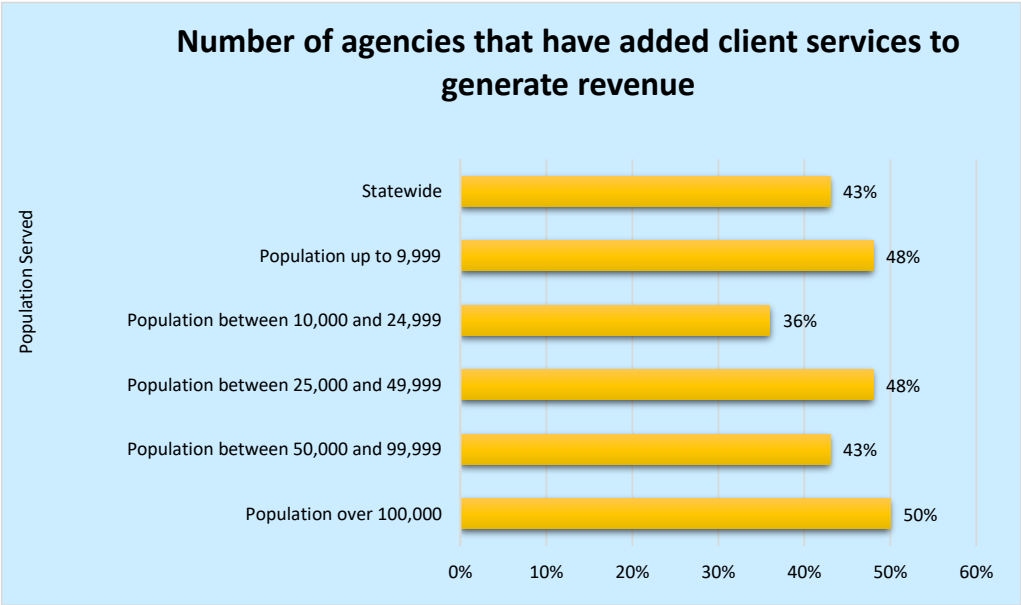 Number of agencies that have added client services to
generate revenue
Population Served
Statewide
43%
Population up to 9,999
48%
Population between 10,000 and 24,999
36%
Population between 25,000 and 49,999
48%
Population between 50,000 and 99,999
43%
Population over 100,000
50%
0% 10% 20% 30% 40% 50% 60%